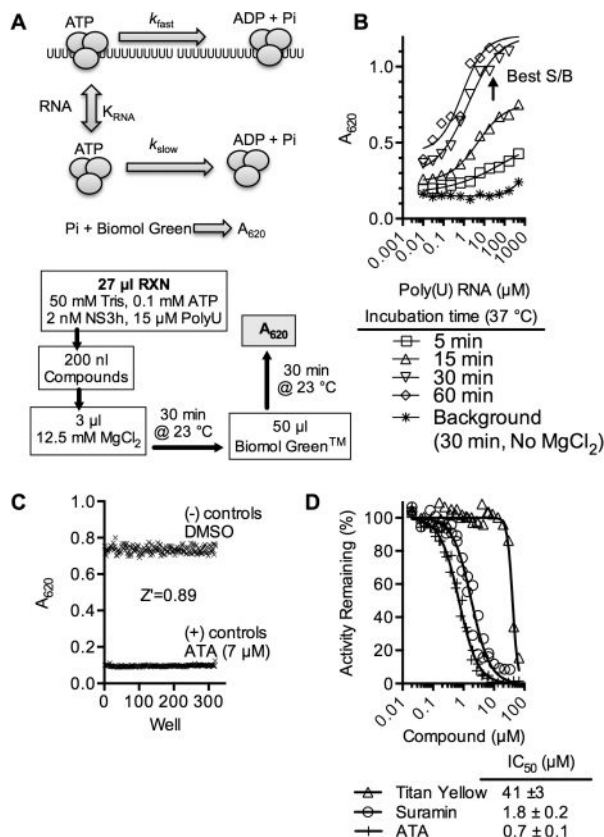 A
ATP
k fast
ADP + Pi
UUUUUUUUUUUUUUUUUUUUUUUUUUUUU
RNA
K RNA
ATP
k slow
ADP + Pi
Pi + Biomol Green
A620
27 µl RXN
50 mM Tris, 0.1 mM ATP
2 nM NS3h, 15 µM PolyU
200 nl
Compounds
3 µl
12.5 mM MgCl2
30 min
@ 23 °C
50 µl
Biomol Green™
30 min
@ 23 °C
A620
B
Best S/B
A620
1.0
0.5
0.0
0.001
0.01
0.1
1
10
100
1000
Poly(U) RNA (µM)
Incubation time (37 °C)
5 min
15 min
30 min
60 min
Background
(30 min, No MgCl2)
C
(-) controls
DMSO
Z'=0.89
(+) controls
ATA (7 µM)
A620
1.0
0.8
0.6
0.4
0.2
0.0
0
100
200
300
Well
D
Activity Remaining (%)
100
80
60
40
20
0
0.01
0.1
1
10
100
Compound (µM)
IC50 (µM)
Titan Yellow 41 ±3
Suramin 1.8 ± 0.2
ATA 0.7 ± 0.1